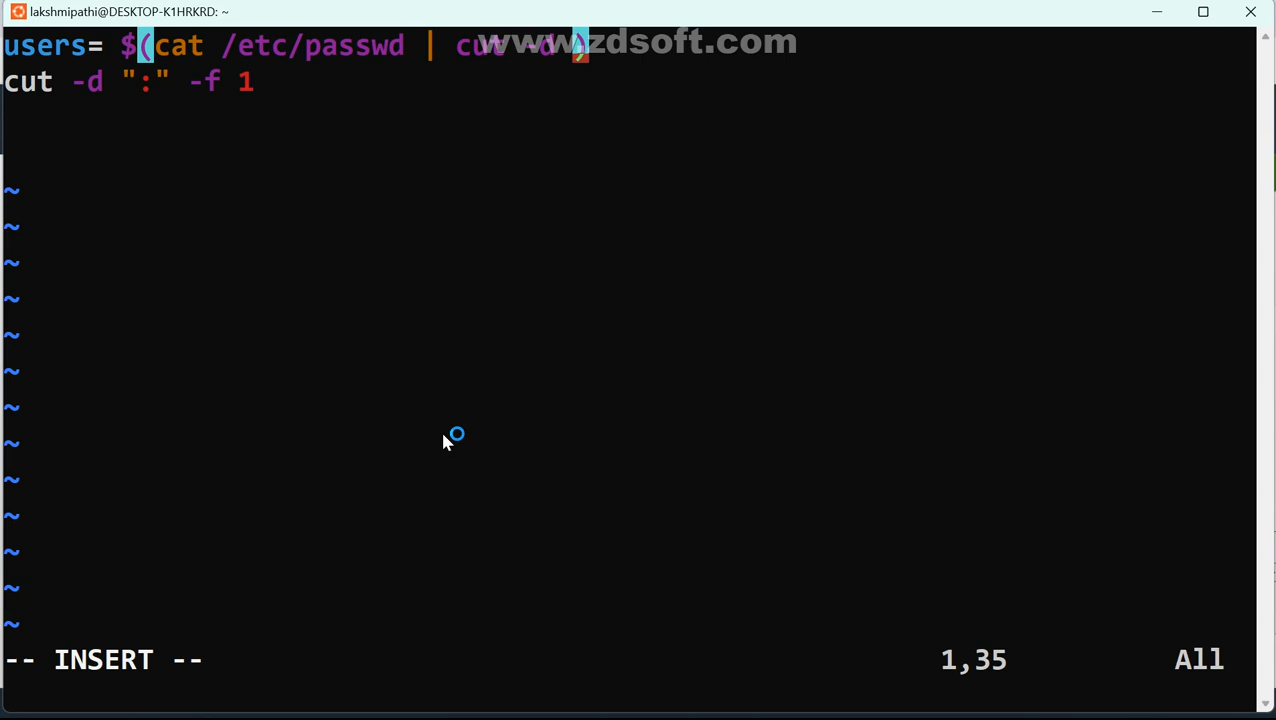 lakshmipathi@DESKTOP-K1HRKRD: ~
users= $(cat /etc/passwd | cut -d )
www.zdsoft.com
cut -d ":" -f 1
~
~
~
~
~
~
~
~
~
~
~
~
~
-- INSERT --
1,35
All